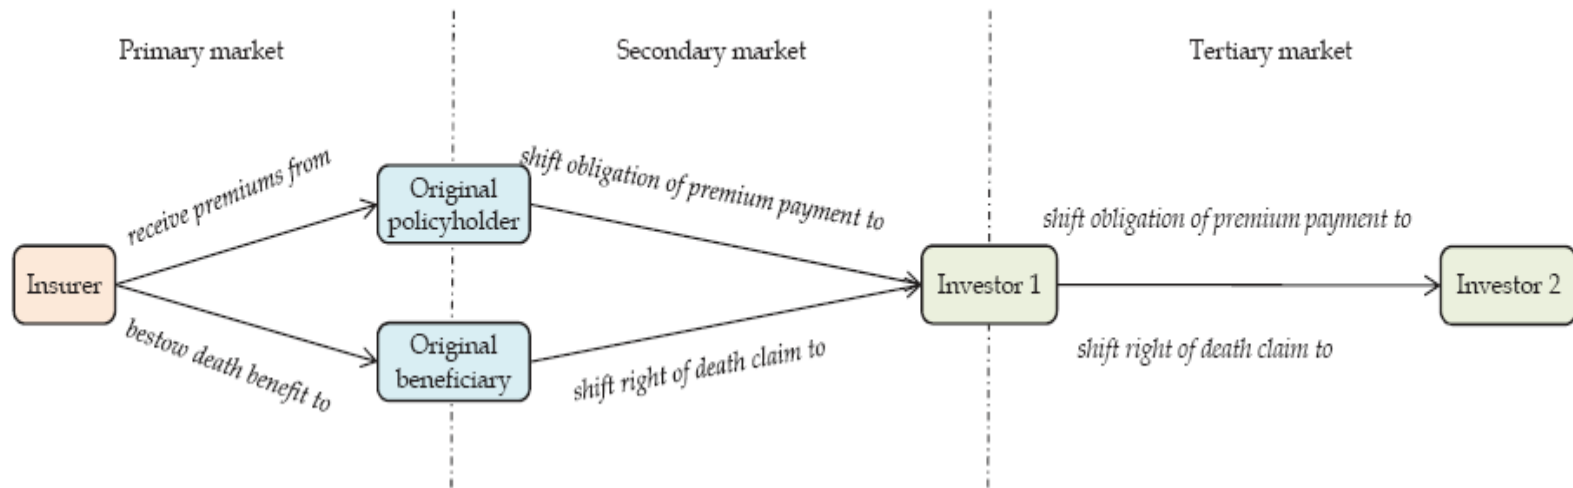 Primary market
Secondary market
Tertiary market
receive premiums from
Original
policyholder
shift obligation of premium payment to
shift obligation of premium payment to
Insurer
Investor 1
Investor 2
bestow death benefit to
Original
beneficiary
shift right of death claim to
shift right of death claim to